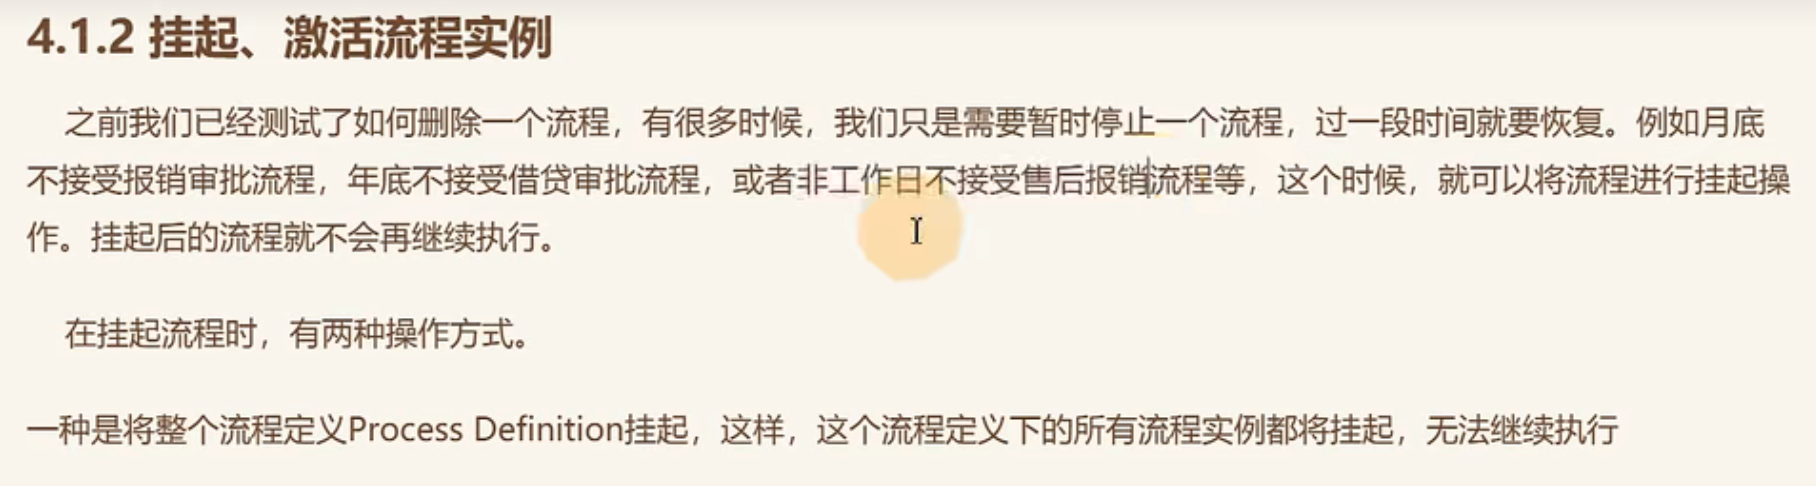 4.1.2 挂起、激活流程实例
之前我们已经测试了如何删除一个流程，有很多时候，我们只是需要暂时停止一个流程，过一段时间就要恢复。例如月底
不接受报销审批流程，年底不接受借贷审批流程，或者非工作日不接受售后报销流程等，这个时候，就可以将流程进行挂起操
作。挂起后的流程就不会再继续执行。
在挂起流程时，有两种操作方式。
一种是将整个流程定义Process Definition挂起，这样，这个流程定义下的所有流程实例都将挂起，无法继续执行